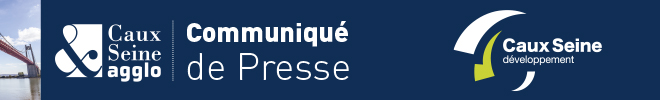 Caux
& Seine
agglo
Communiqué
de Presse
Caux Seine
développement